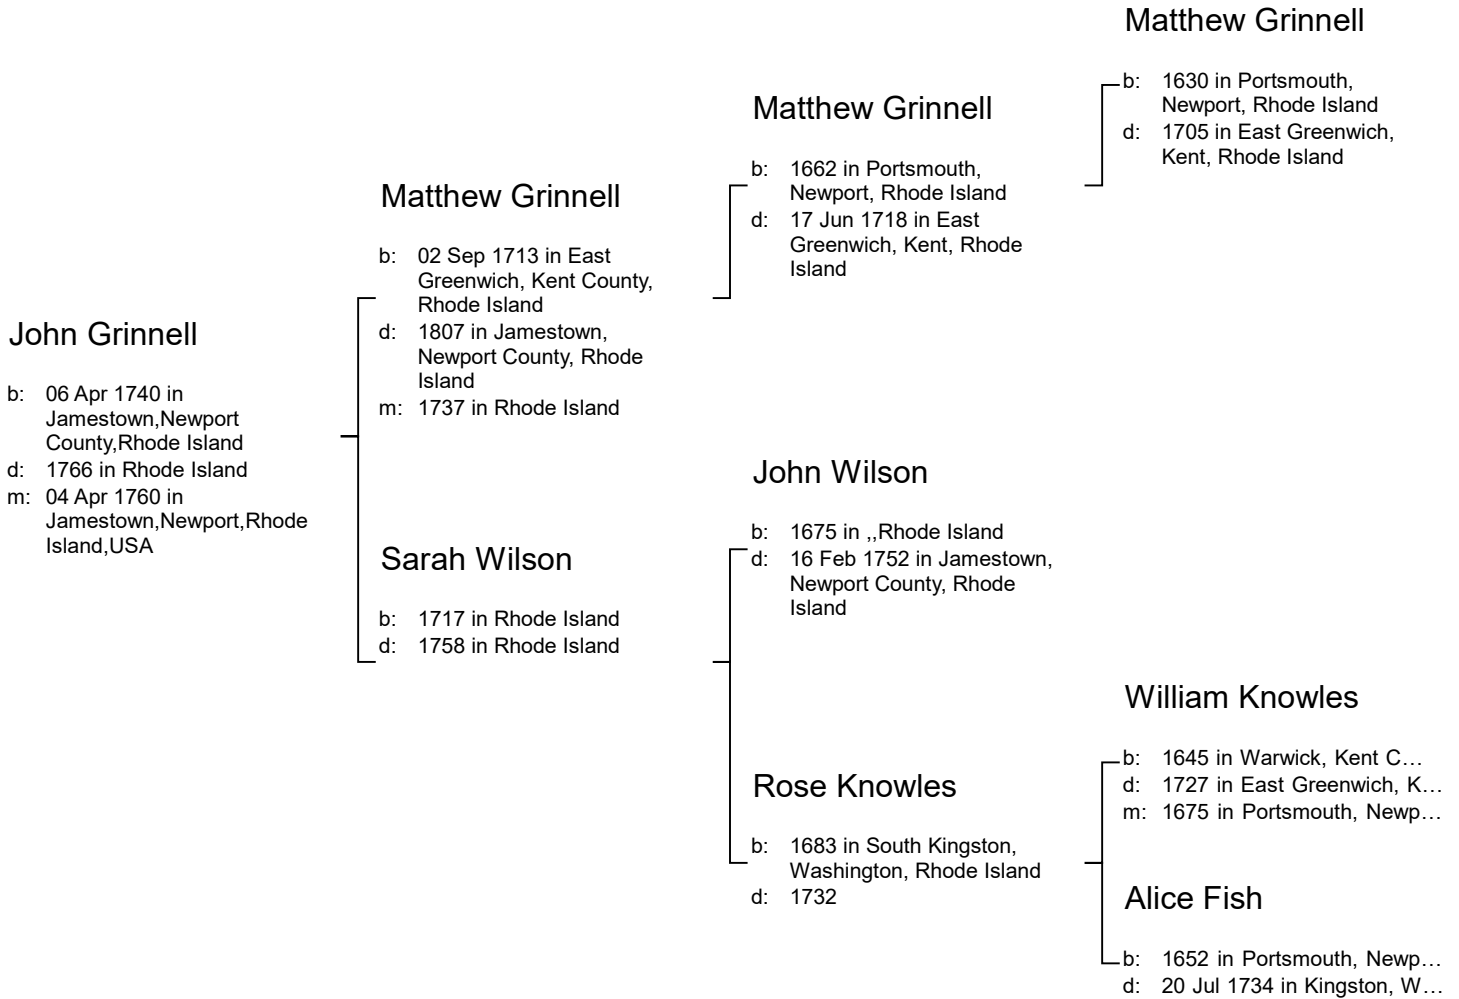 Matthew Grinnell
b: 1630 in Portsmouth,
Newport, Rhode Island
d: 1705 in East Greenwich,
Kent, Rhode Island
Matthew Grinnell
b: 1662 in Portsmouth,
Newport, Rhode Island
d: 17 Jun 1718 in East
Greenwich, Kent, Rhode
Island
Matthew Grinnell
b: 02 Sep 1713 in East
Greenwich, Kent County,
Rhode Island
d: 1807 in Jamestown,
Newport County, Rhode
Island
m: 1737 in Rhode Island
John Grinnell
b: 06 Apr 1740 in
Jamestown,Newport
County,Rhode Island
d: 1766 in Rhode Island
m: 04 Apr 1760 in
Jamestown,Newport,Rhode
Island,USA
John Wilson
b: 1675 in ,,Rhode Island
d: 16 Feb 1752 in Jamestown,
Newport County, Rhode
Island
Sarah Wilson
b: 1717 in Rhode Island
d: 1758 in Rhode Island
William Knowles
b: 1645 in Warwick, Kent C…
d: 1727 in East Greenwich, K…
m: 1675 in Portsmouth, Newp…
Rose Knowles
b: 1683 in South Kingston,
Washington, Rhode Island
d: 1732
Alice Fish
b: 1652 in Portsmouth, Newp…
d: 20 Jul 1734 in Kingston, W…